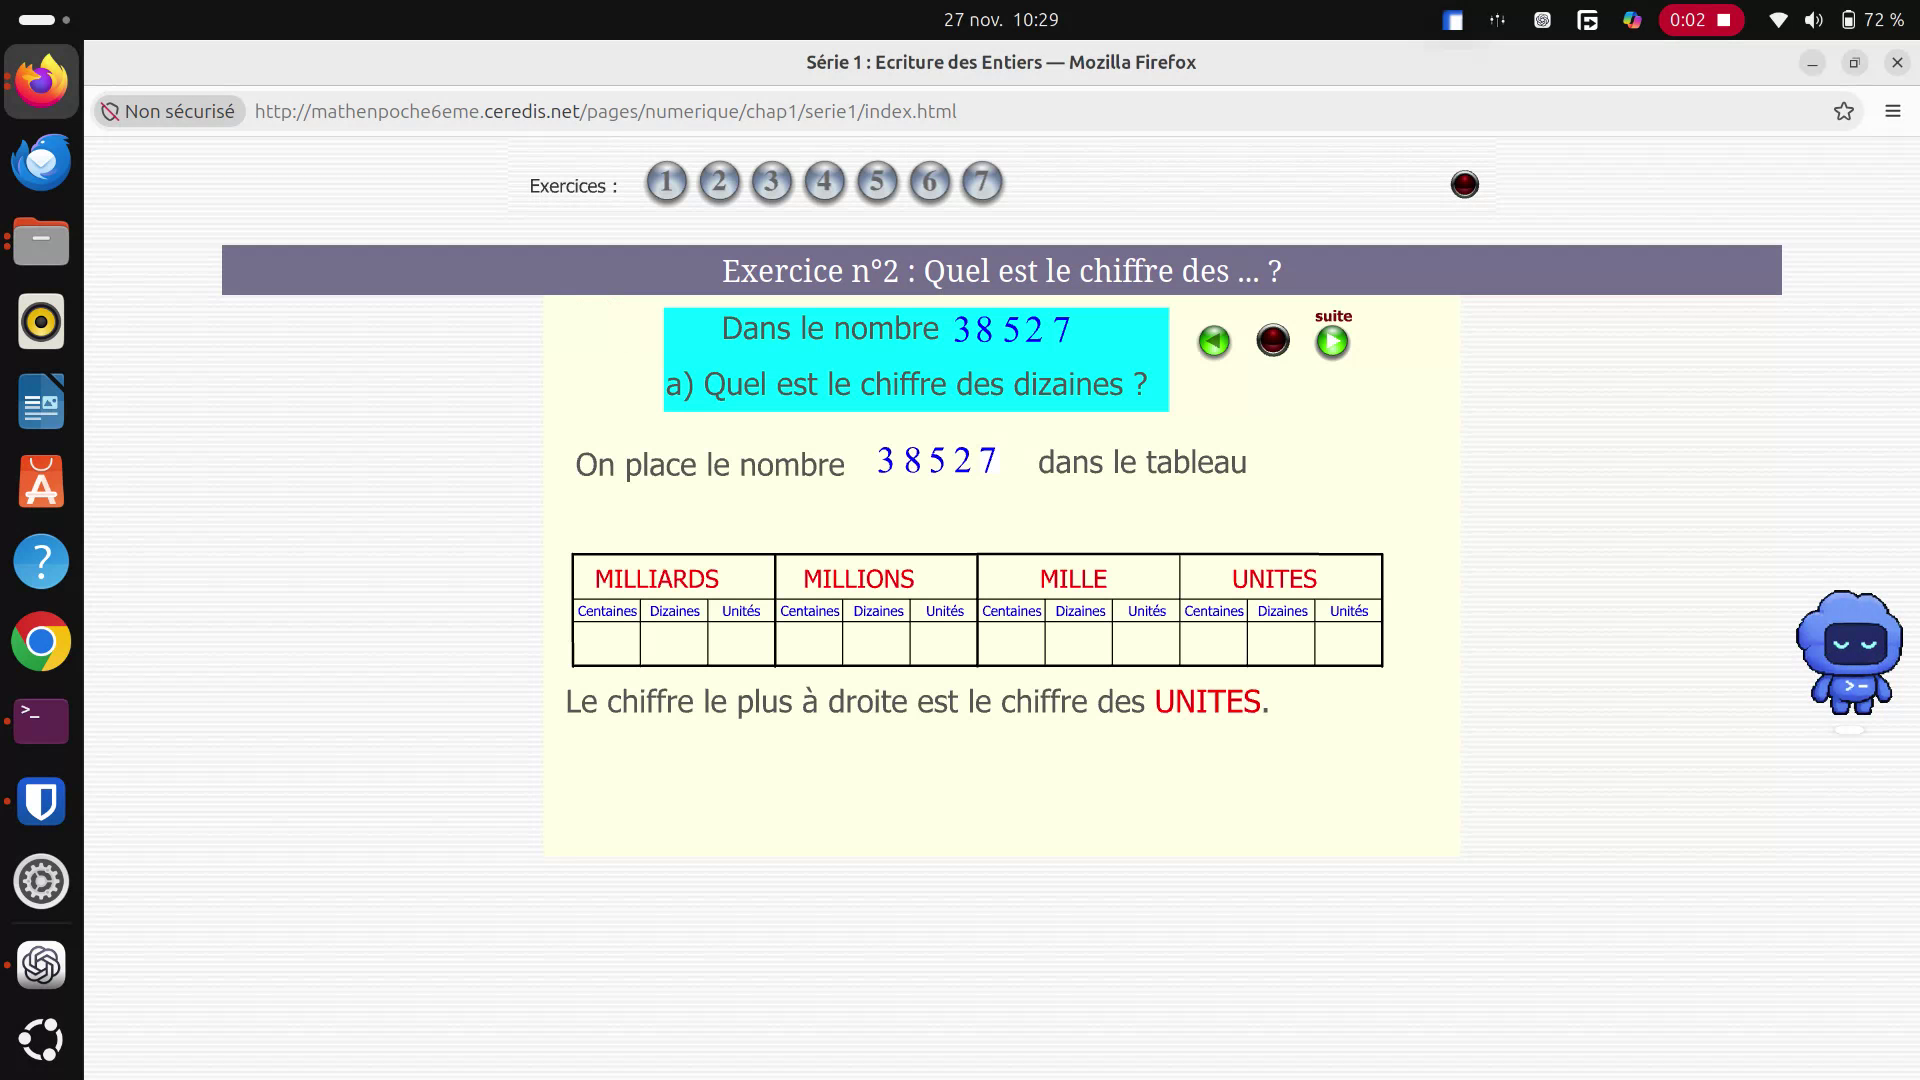 27 nov. 10:29
0:02
72 %
Série 1 : Ecriture des Entiers — Mozilla Firefox
Non sécurisé
http://mathenpoche6eme.ceredis.net/pages/numerique/chap1/serie1/index.html
Exercices : 1 2 3 4 5 6 7
Exercice n°2 : Quel est le chiffre des ... ?
Dans le nombre 38 527
suite
a) Quel est le chiffre des dizaines ?
On place le nombre 38527 dans le tableau
MILLIARDS MILLIONS MILLE UNITES
Centaines Dizaines Unités Centaines Dizaines Unités Centaines Dizaines Unités Centaines Dizaines Unités
Le chiffre le plus à droite est le chiffre des UNITES.